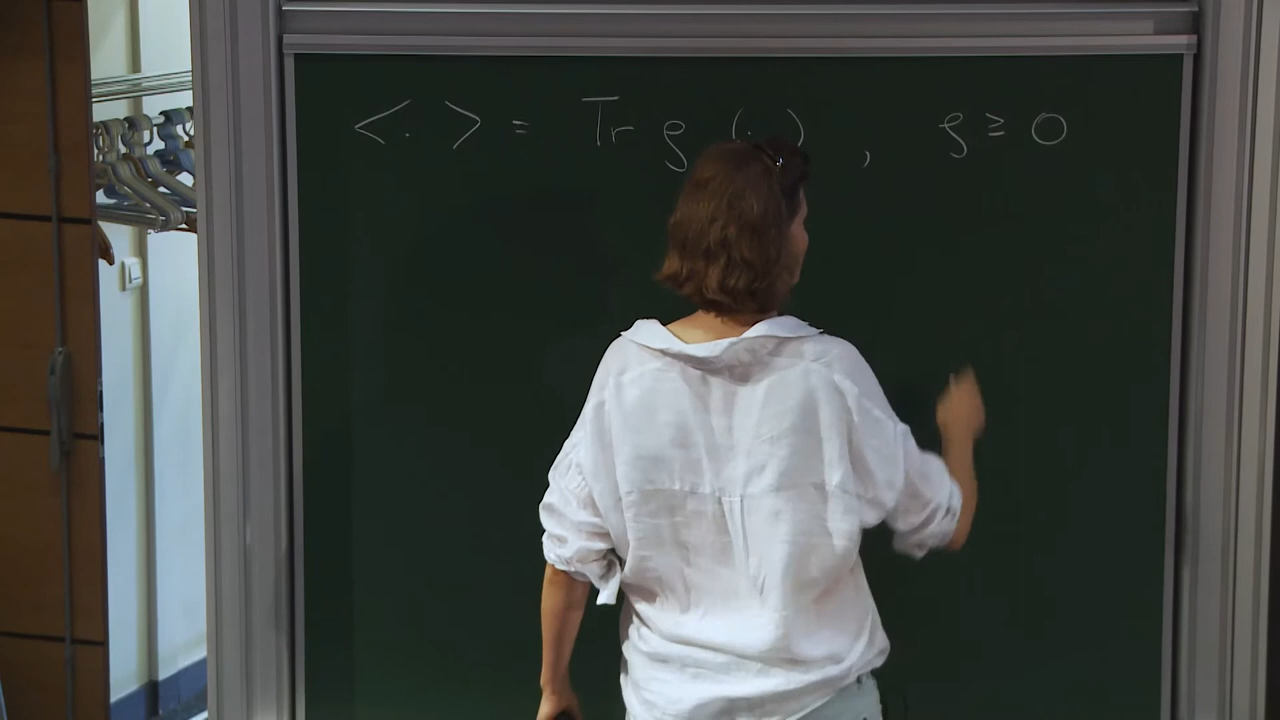 < · > = Tr ρ (·) , ρ ≥ 0